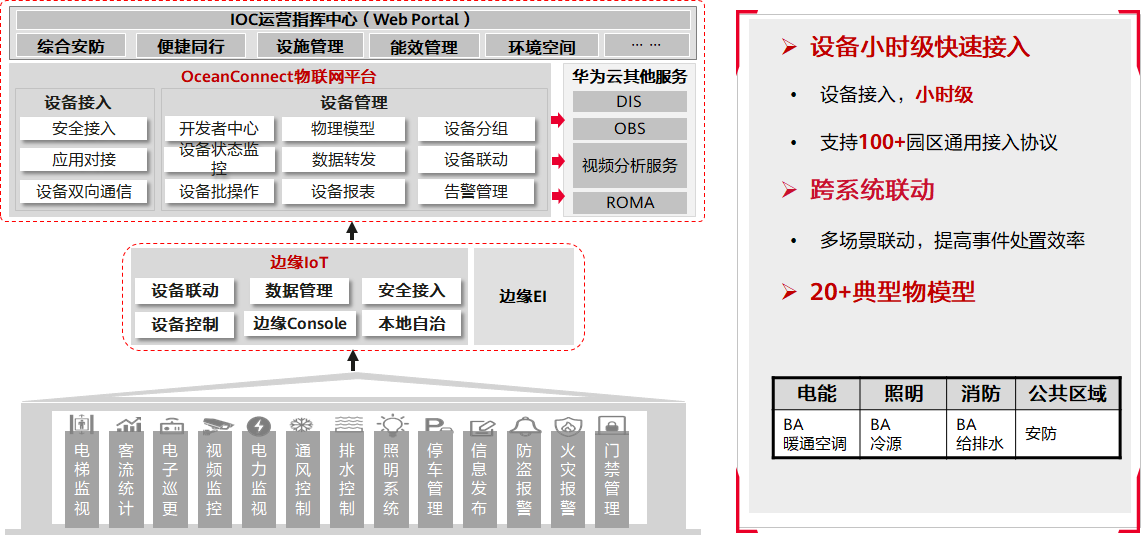 IOC运营指挥中心（Web Portal）
综合安防 便捷同行 设施管理 能效管理 环境空间 … …
OceanConnect物联网平台
设备接入
安全接入
应用对接
设备双向通信
设备管理
开发者中心 物理模型 设备分组
设备状态监
控
数据转发 设备联动
设备批操作 设备报表 告警管理
华为云其他服务
DIS
OBS
视频分析服务
ROMA
边缘IoT
设备联动 数据管理 安全接入
设备控制 边缘Console 本地自治
边缘EI
电梯监视
客流统计
电子巡更
视频监控
电力监视
通风控制
排水控制
照明系统
停车管理
信息发布
防盗报警
火灾报警
门禁管理
➢ 设备小时级快速接入
• 设备接入，小时级
• 支持100+园区通用接入协议
➢ 跨系统联动
• 多场景联动，提高事件处置效率
➢ 20+典型物模型
电能 照明 消防 公共区域
BA
暖通空调
BA
冷源
BA
给排水
安防